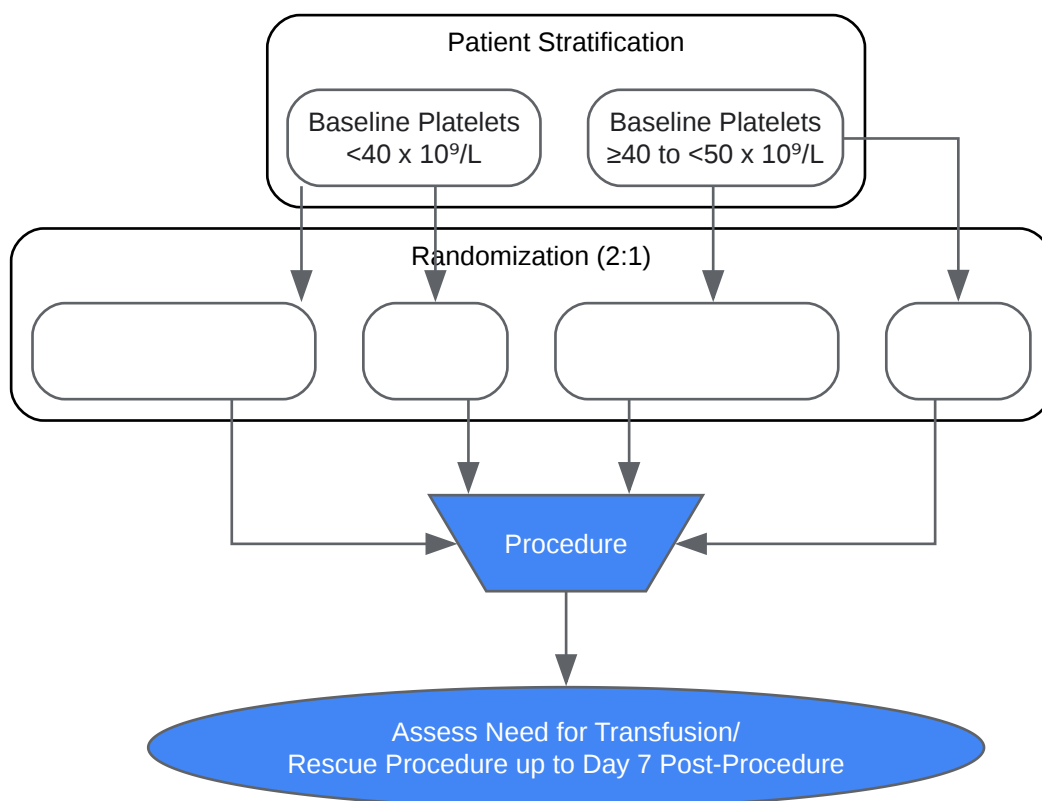 Patient Stratification
Baseline Platelets
<40 x 10⁹/L
Baseline Platelets
≥40 to <50 x 10⁹/L
Randomization (2:1)
Procedure
Assess Need for Transfusion/
Rescue Procedure up to Day 7 Post-Procedure